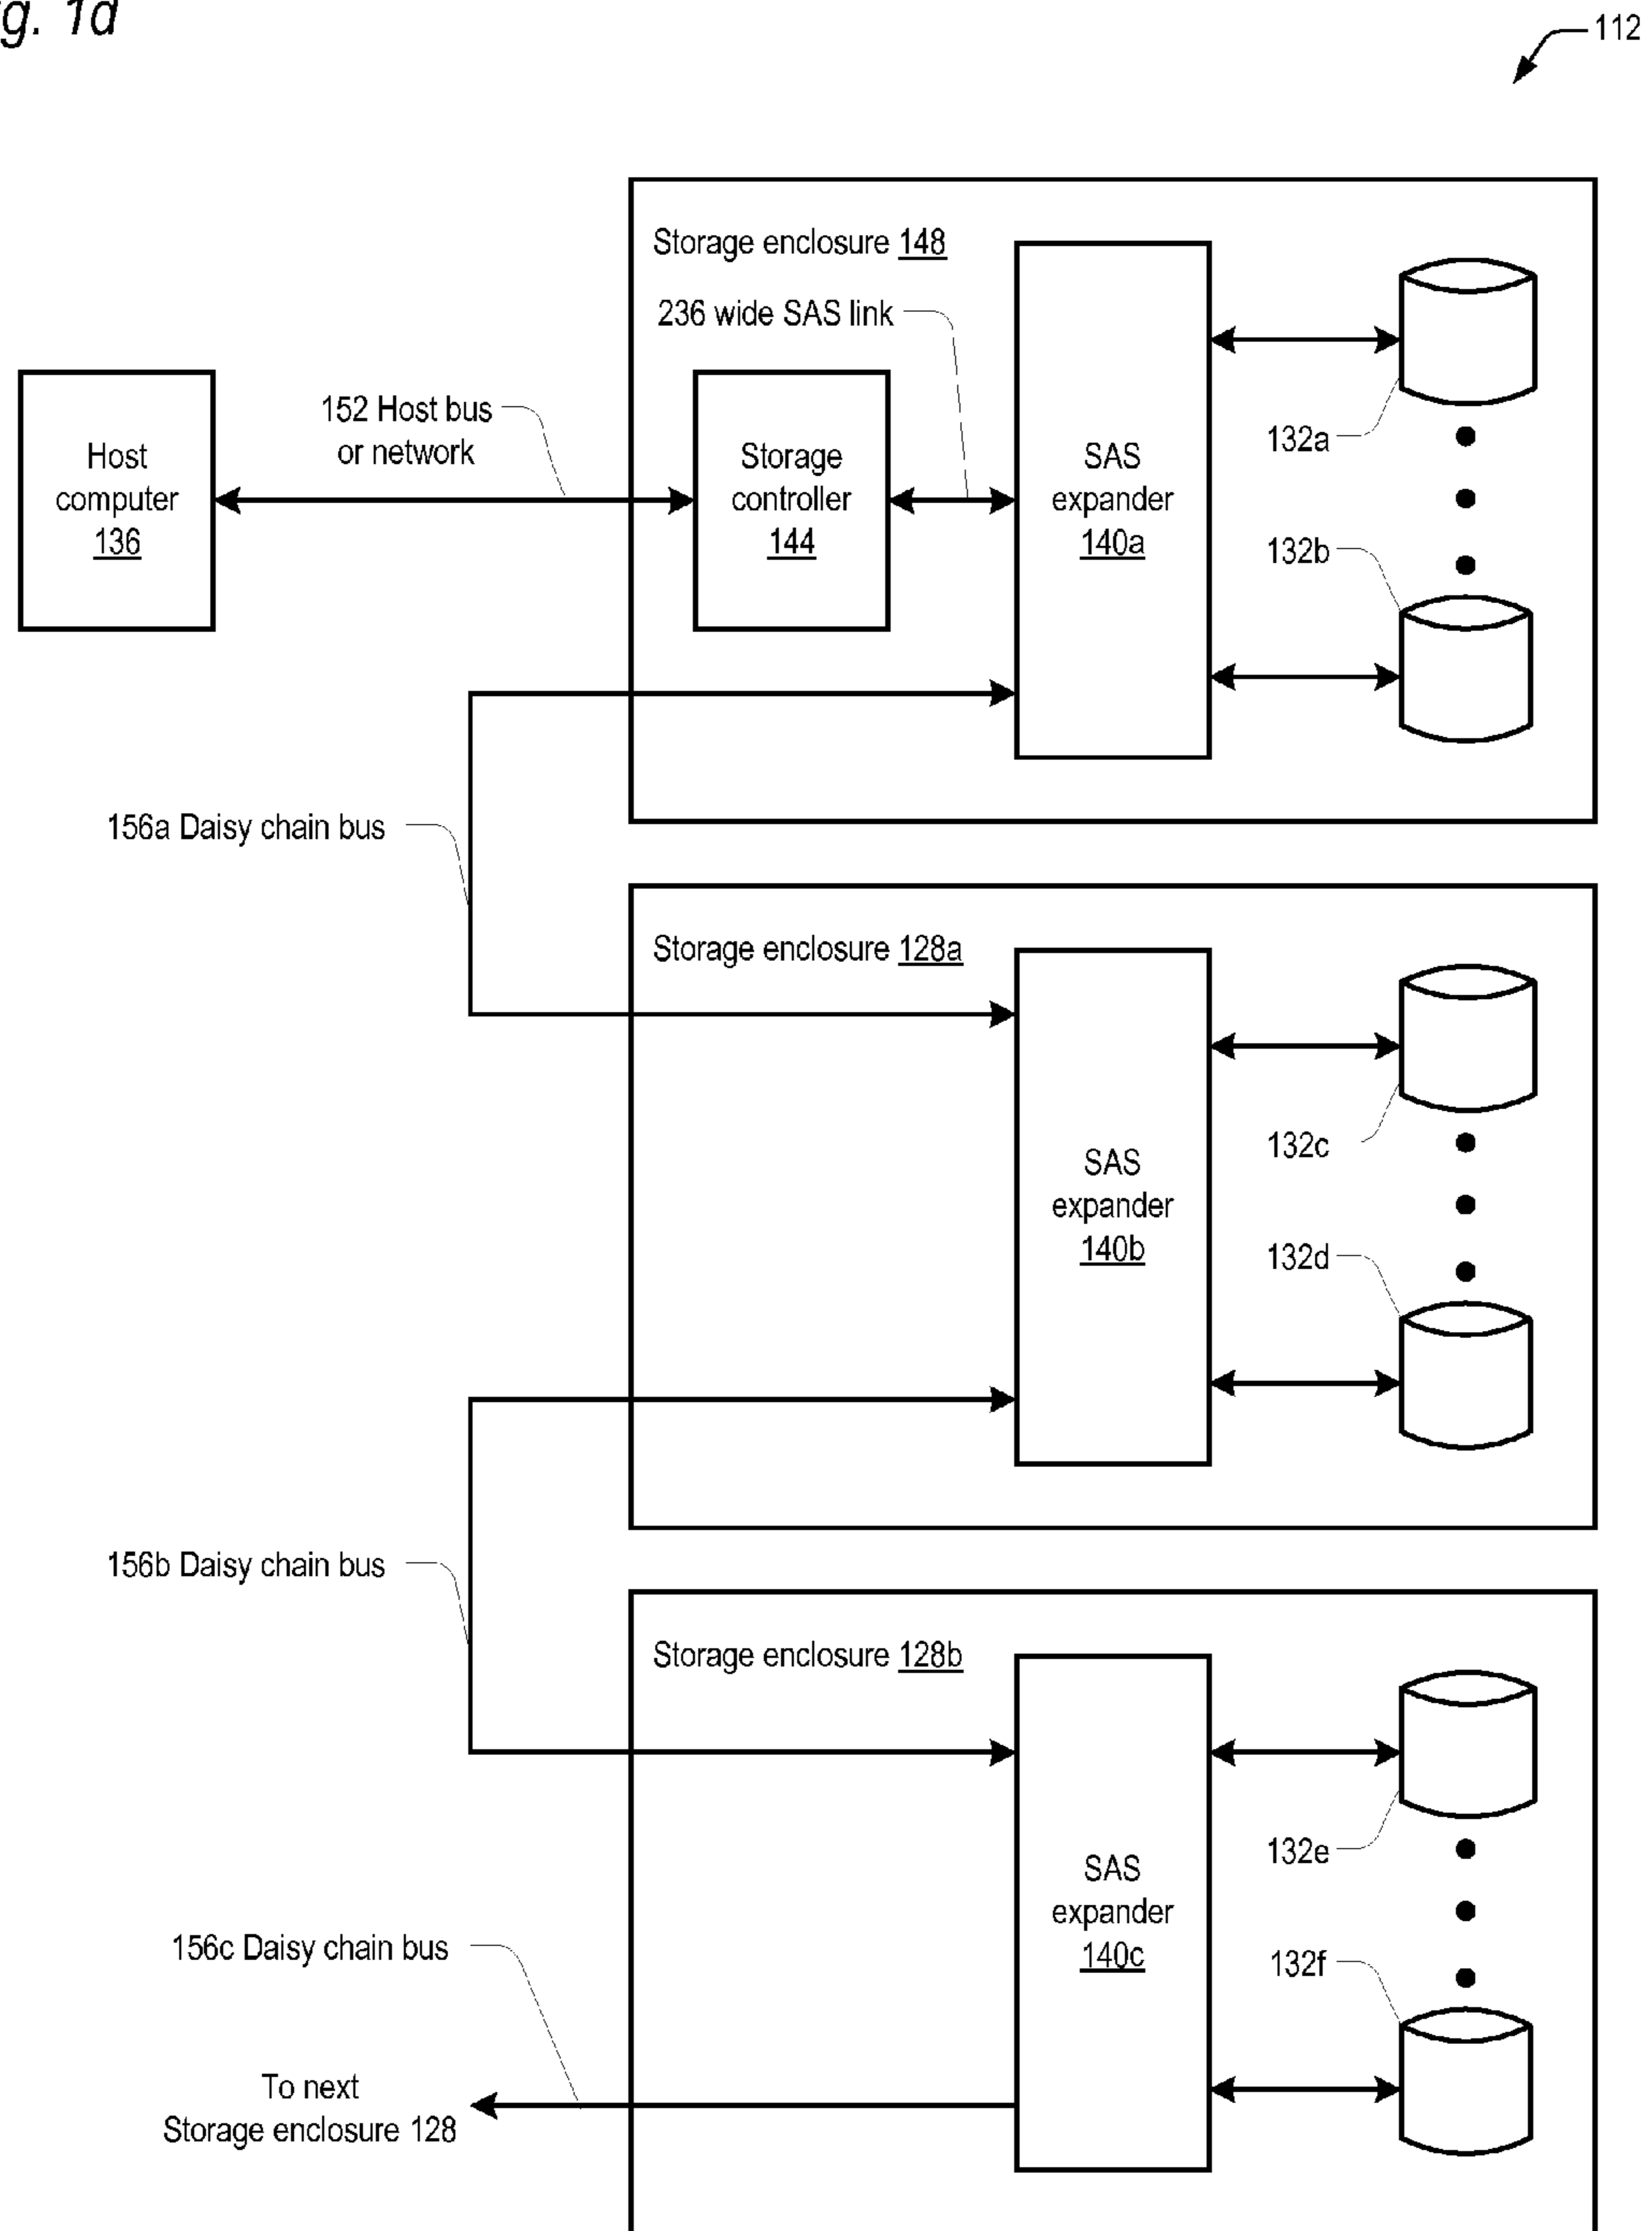 g. 1d
112
Storage enclosure 148
236 wide SAS link
152 Host bus
or network
Host
computer
136
Storage
controller
144
SAS
expander
140a
132a
132b
156a Daisy chain bus
Storage enclosure 128a
SAS
expander
140b
132c
132d
156b Daisy chain bus
Storage enclosure 128b
SAS
expander
140c
132e
132f
156c Daisy chain bus
To next
Storage enclosure 128